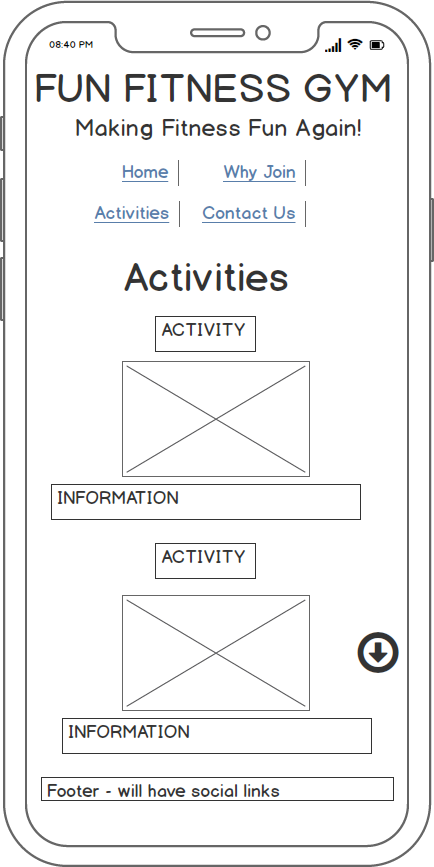 08:40 PM
FUN FITNESS GYM
Making Fitness Fun Again!
Home Why Join
Activities Contact Us
Activities
ACTIVITY
INFORMATION
ACTIVITY
INFORMATION
Footer - will have social links